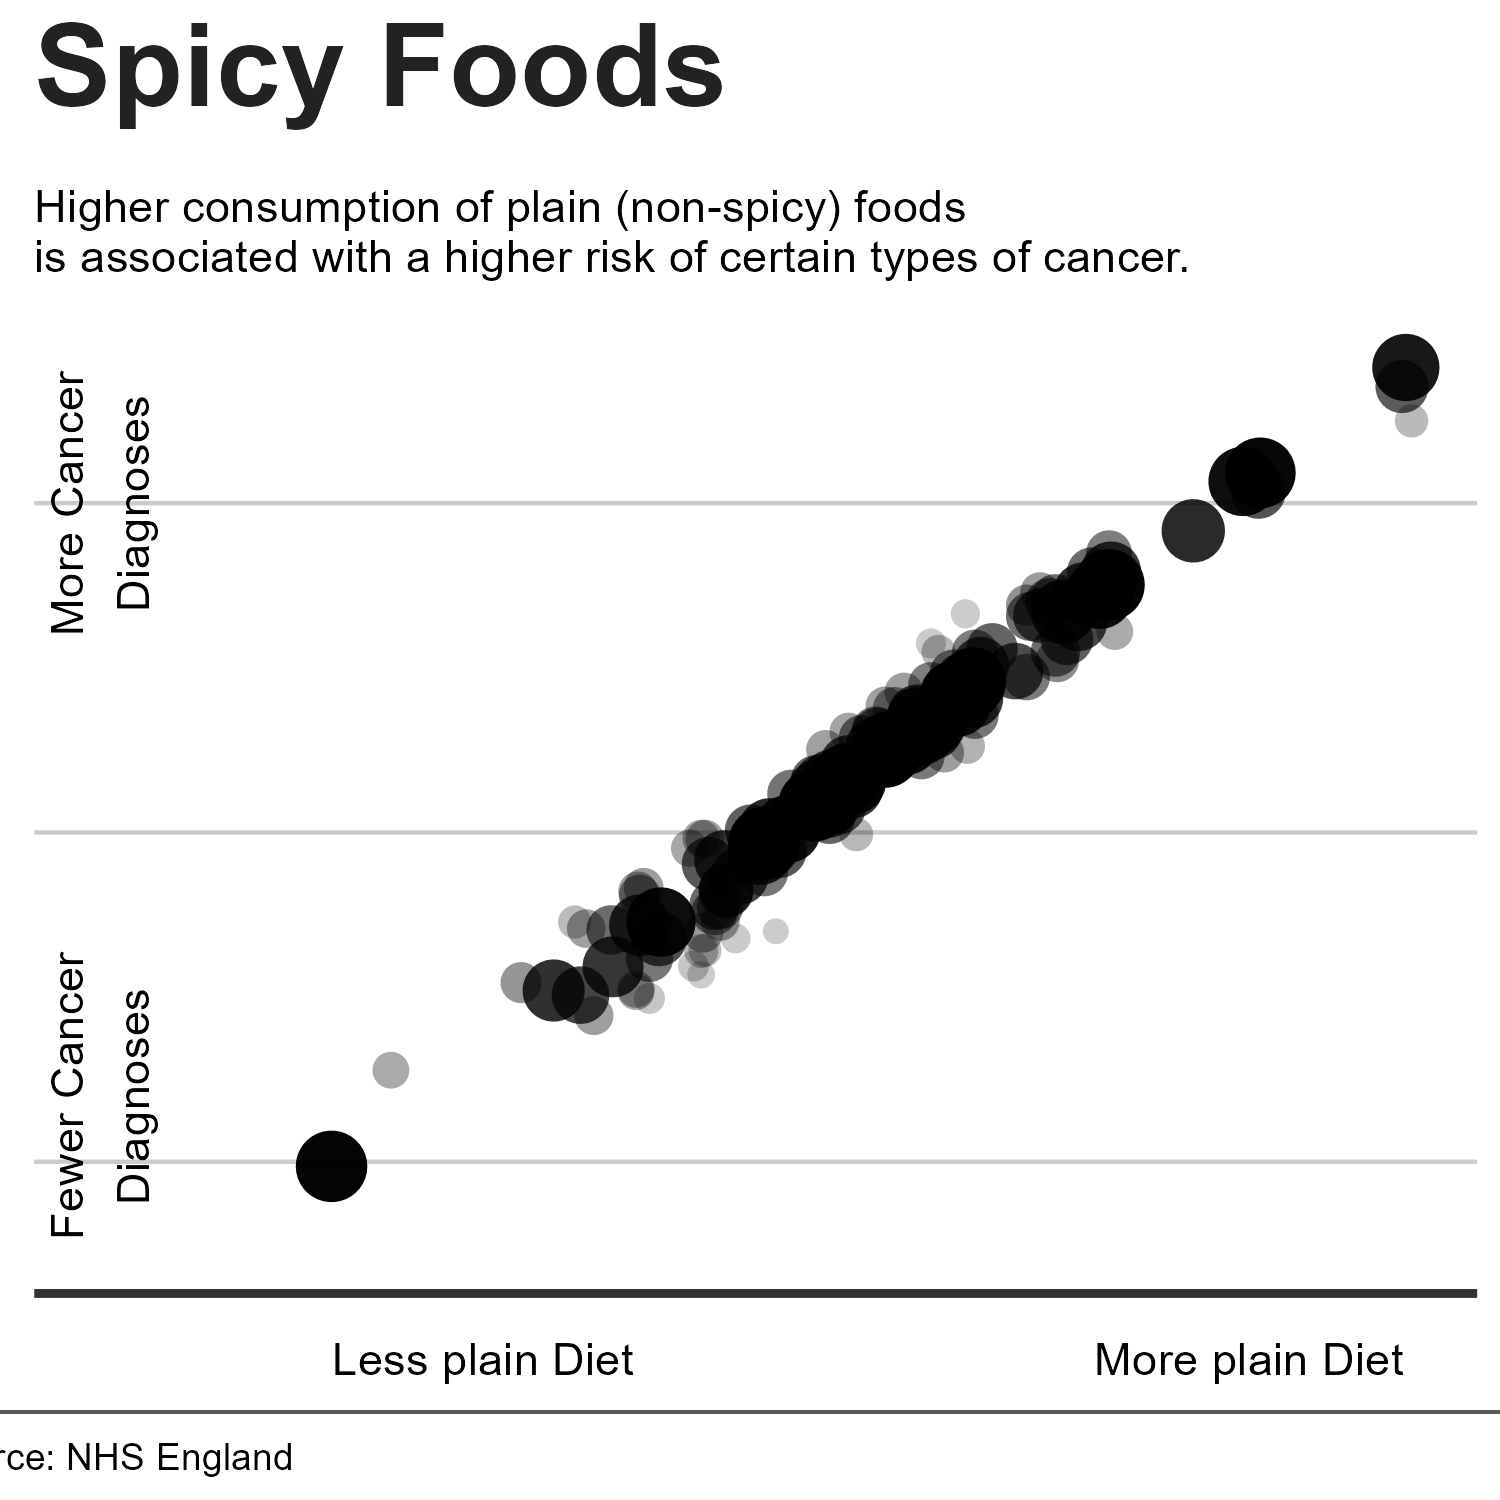 Spicy Foods
Higher consumption of plain (non-spicy) foods
is associated with a higher risk of certain types of cancer.
More Cancer
Diagnoses
Fewer Cancer
Diagnoses
Less plain Diet
More plain Diet
rce: NHS England